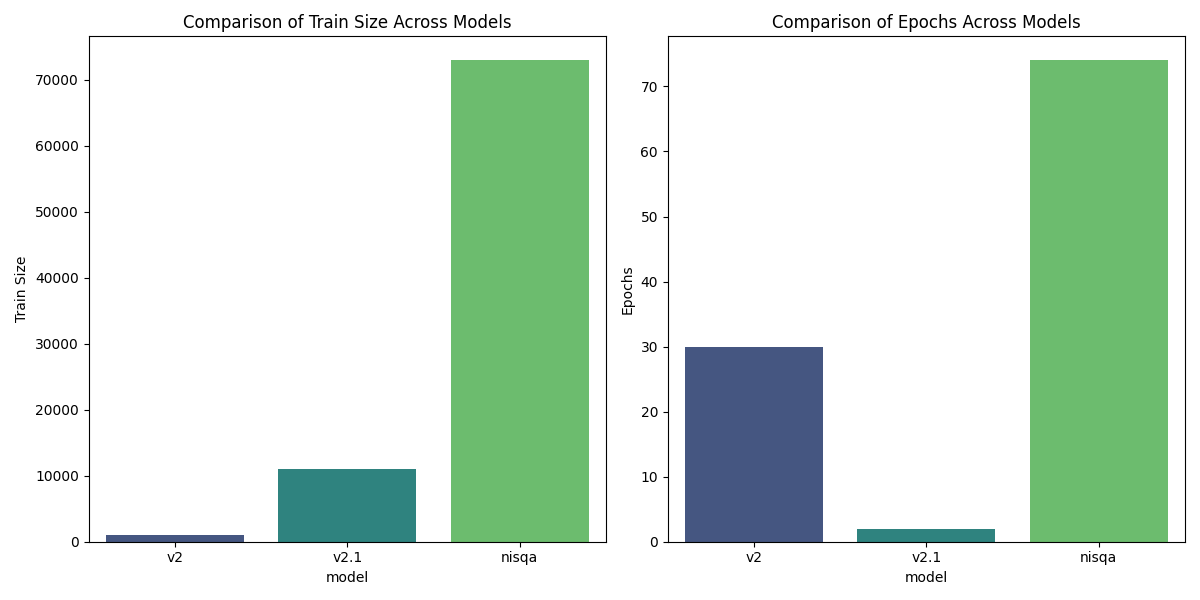 Comparison of Train Size Across Models
Train Size
70000
60000
50000
40000
30000
20000
10000
0
v2 v2.1 nisqa
model
Comparison of Epochs Across Models
Epochs
70
60
50
40
30
20
10
0
v2 v2.1 nisqa
model